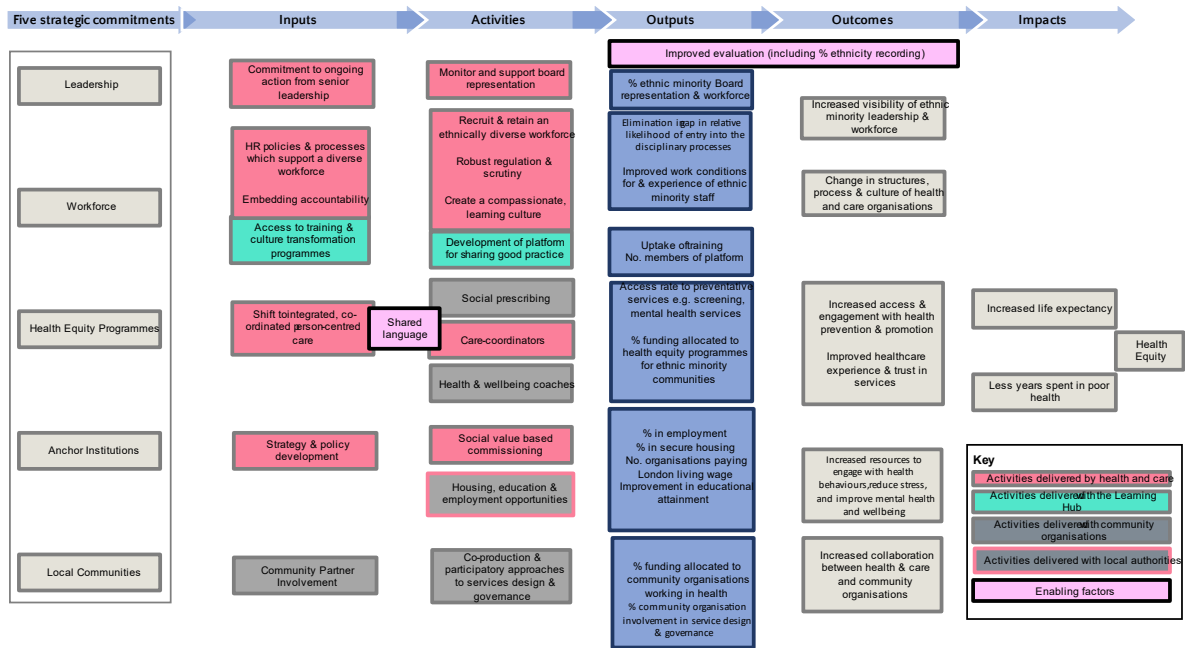 Five strategic commitments
Inputs
Activities
Outputs
Outcomes
Impacts
Leadership
Workforce
Health Equity Programmes
Anchor Institutions
Local Communities
Commitment to ongoing
action from senior
leadership
HR policies & processes
which support a diverse
workforce
Embedding accountability
Access to training &
culture transformation
programmes
Shift tointegrated, co-
ordinated person-centred
care
Shared
language
Strategy & policy
development
Community Partner
Involvement
Monitor and support board
representation
Recruit & retain an
ethnically diverse workforce
Robust regulation &
scrutiny
Create a compassionate,
learning culture
Development of platform
for sharing good practice
Social prescribing
Care-coordinators
Health & wellbeing coaches
Social value based
commissioning
Housing, education &
employment opportunities
Co-production &
participatory approaches
to services design &
governance
Improved evaluation (including % ethnicity recording)
% ethnic minority Board
representation & workforce
Elimination in gap in relative
likelihood of entry into the
disciplinary processes
Improved work conditions
for & experience of ethnic
minority staff
Uptake oftraining
No. members of platform
Access rate to preventative
services e.g. screening,
mental health services
% funding allocated to
health equity programmes
for ethnic minority
communities
% in employment
% in secure housing
No. organisations paying
London living wage
Improvement in educational
attainment
% funding allocated to
community organisations
working in health
% community organisation
involvement in service design
& governance
Increased visibility of ethnic
minority leadership &
workforce
Change in structures,
process & culture of health
and care organisations
Increased access &
engagement with health
prevention & promotion
Improved healthcare
experience & trust in
services
Increased resources to
engage with health
behaviours,reduce stress,
and improve mental health
and wellbeing
Increased collaboration
between health & care
and community
organisations
Increased life expectancy
Less years spent in poor
health
Health
Equity
Key
Activities delivered by health and care
Activities delivered with the Learning
Hub
Activities delivered with community
organisations
Activities delivered with local authorities
Enabling factors